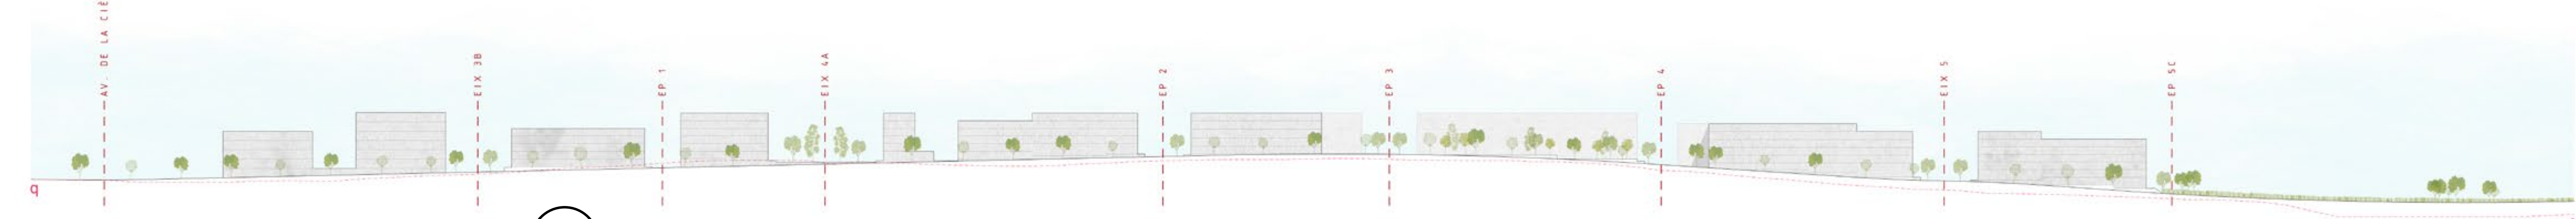 AV. DE LA CIÈ
EIX 3B
EP 1
EIX 4A
EP 2
EP 3
EP 4
EIX 5
EP 5C
q